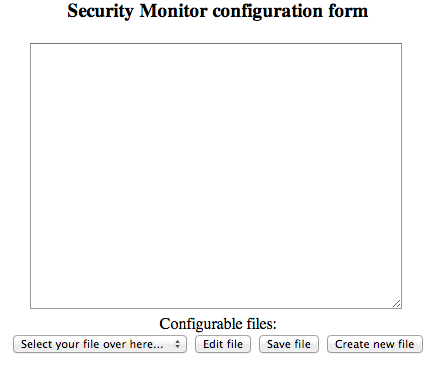 Security Monitor configuration form
Configurable files:
Select your file over here... Edit file Save file Create new file